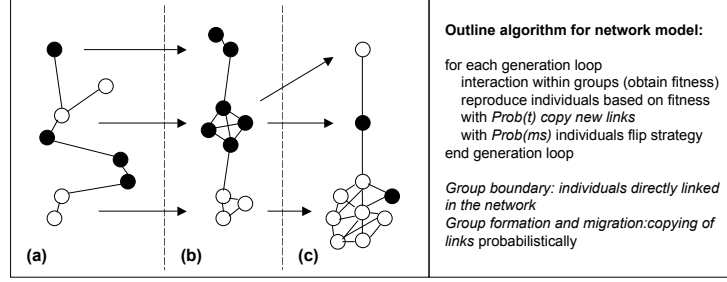 (a)
(b)
(c)
Outline algorithm for network model:
for each generation loop
interaction within groups (obtain fitness)
reproduce individuals based on fitness
with Prob(t) copy new links
with Prob(ms) individuals flip strategy
end generation loop
Group boundary: individuals directly linked
in the network
Group formation and migration:copying of
links probabilistically